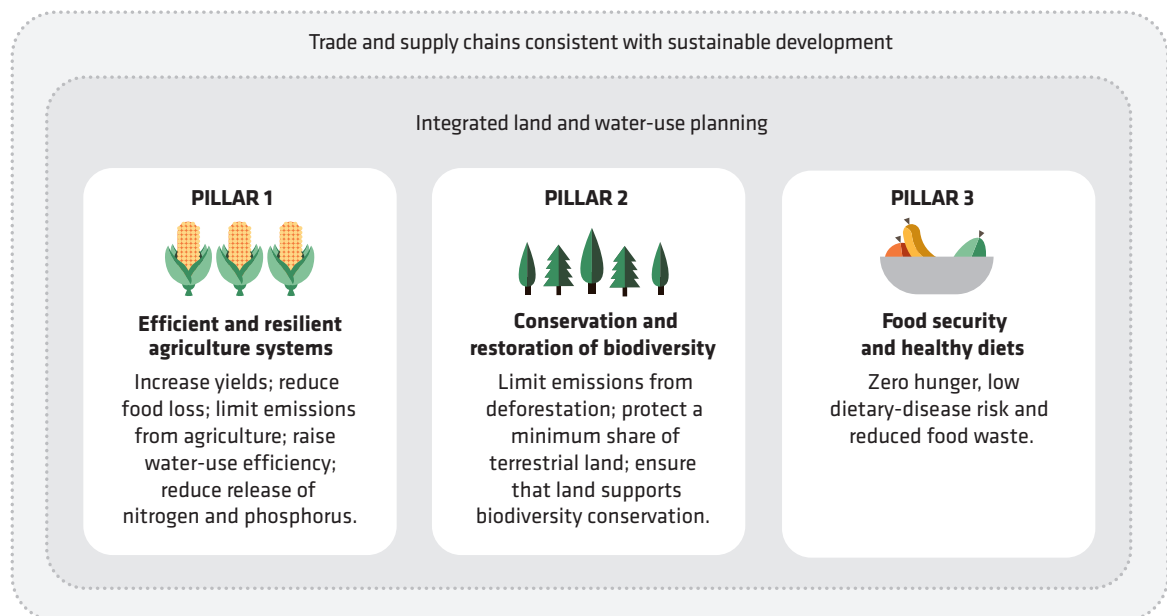 Trade and supply chains consistent with sustainable development
Integrated land and water-use planning
PILLAR 1
Efficient and resilient
agriculture systems
Increase yields; reduce
food loss; limit emissions
from agriculture; raise
water-use efficiency;
reduce release of
nitrogen and phosphorus.
PILLAR 2
Conservation and
restoration of biodiversity
Limit emissions from
deforestation; protect a
minimum share of
terrestrial land; ensure
that land supports
biodiversity conservation.
PILLAR 3
Food security
and healthy diets
Zero hunger, low
dietary-disease risk and
reduced food waste.